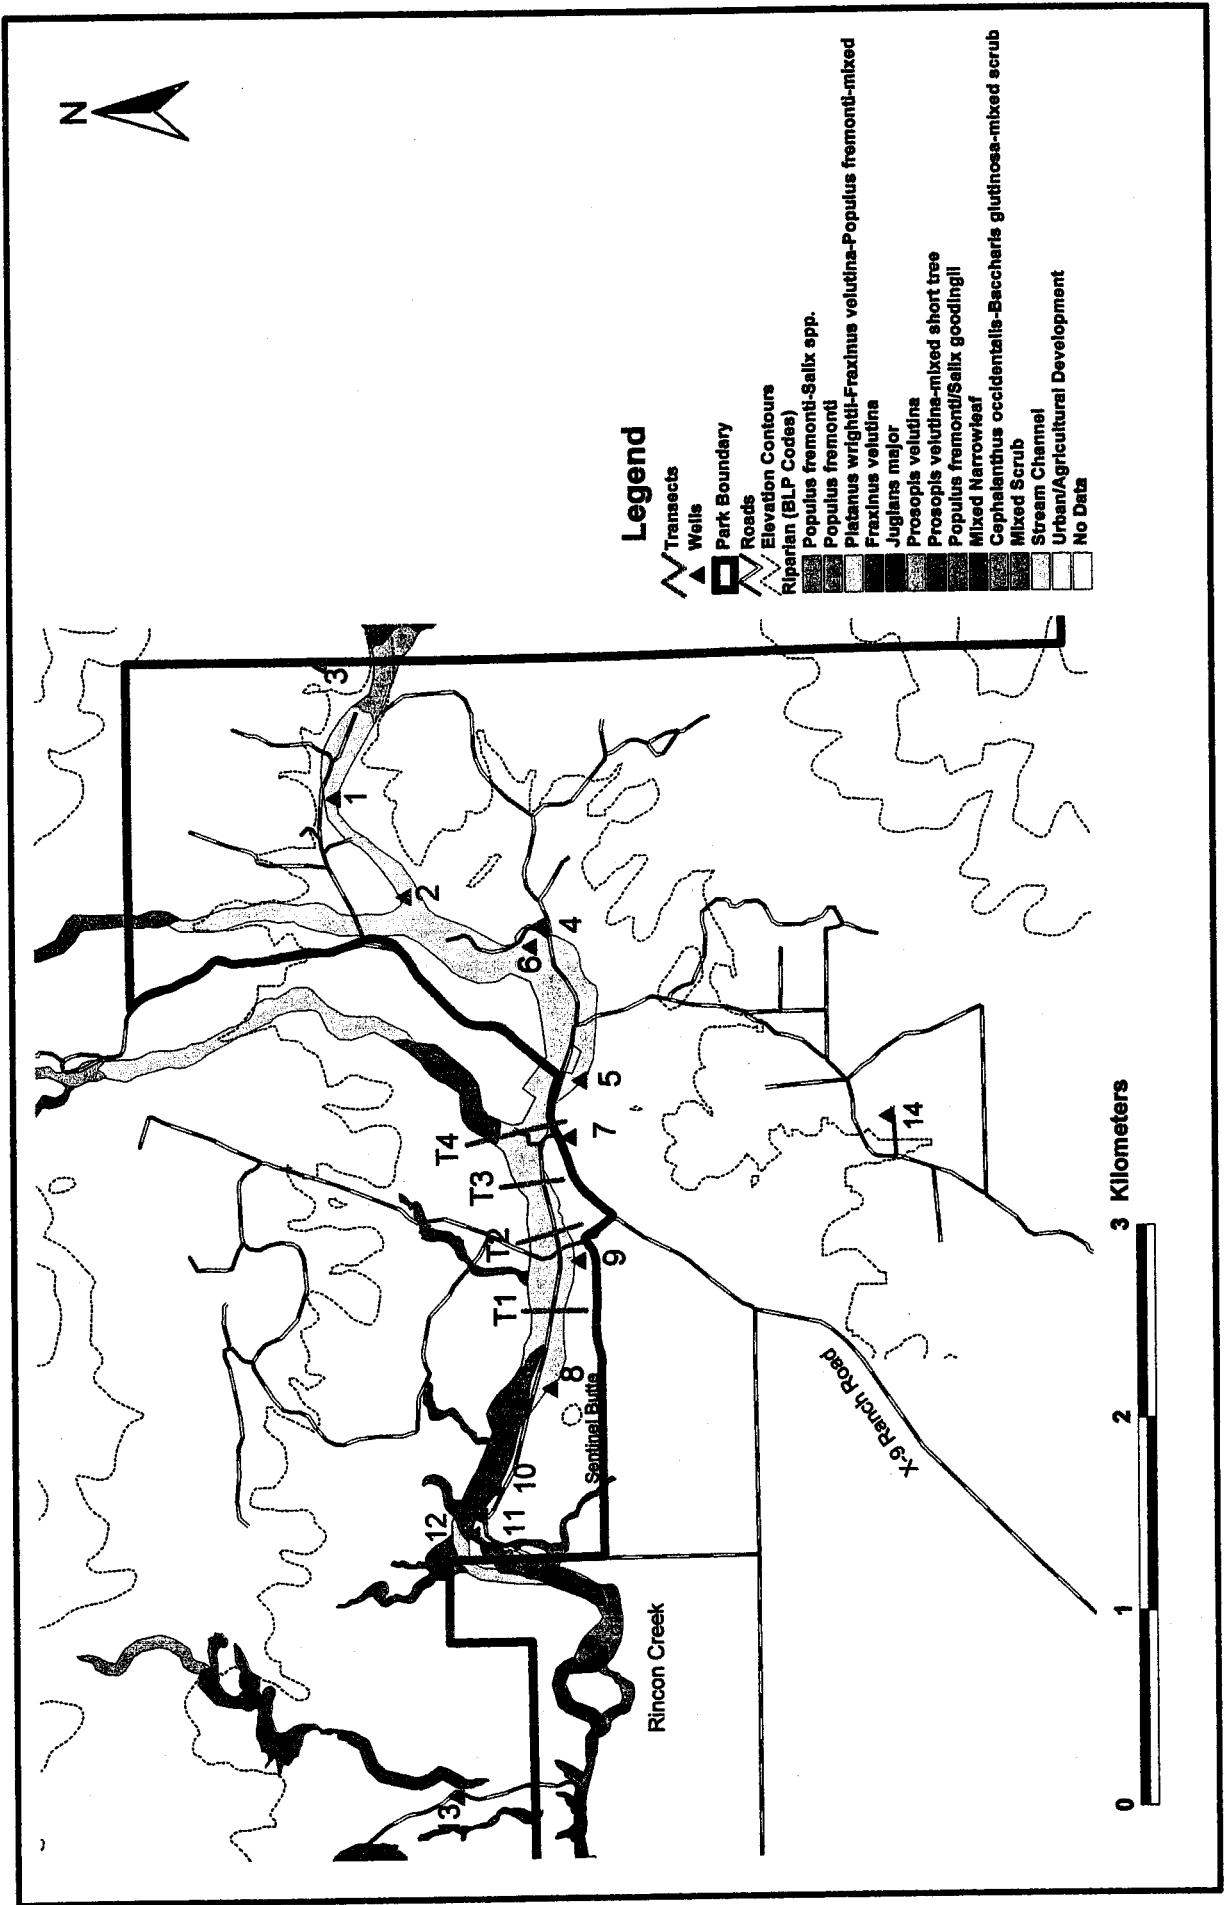 N
3
1
2
4
6
5
7
T4
T3
T2
9
T1
8
Sentinel Butte
10
11
12
13
14
Rincon Creek
X-9 Ranch Road
0
1
2
3 Kilometers
Legend
Transects
Wells
Park Boundary
Roads
Elevation Contours
Riparian (BLP Codes)
Populus fremonti-Salix spp.
Populus fremonti
Platanus wrightii-Fraxinus velutina-Populus fremonti-mixed
Fraxinus velutina
Juglans major
Prosopis velutina
Prosopis velutina-mixed short tree
Populus fremonti/Salix goodingii
Mixed Narrowleaf
Cephalanthus occidentalis-Baccharis glutinosa-mixed scrub
Mixed Scrub
Stream Channel
Urban/Agricultural Development
No Data